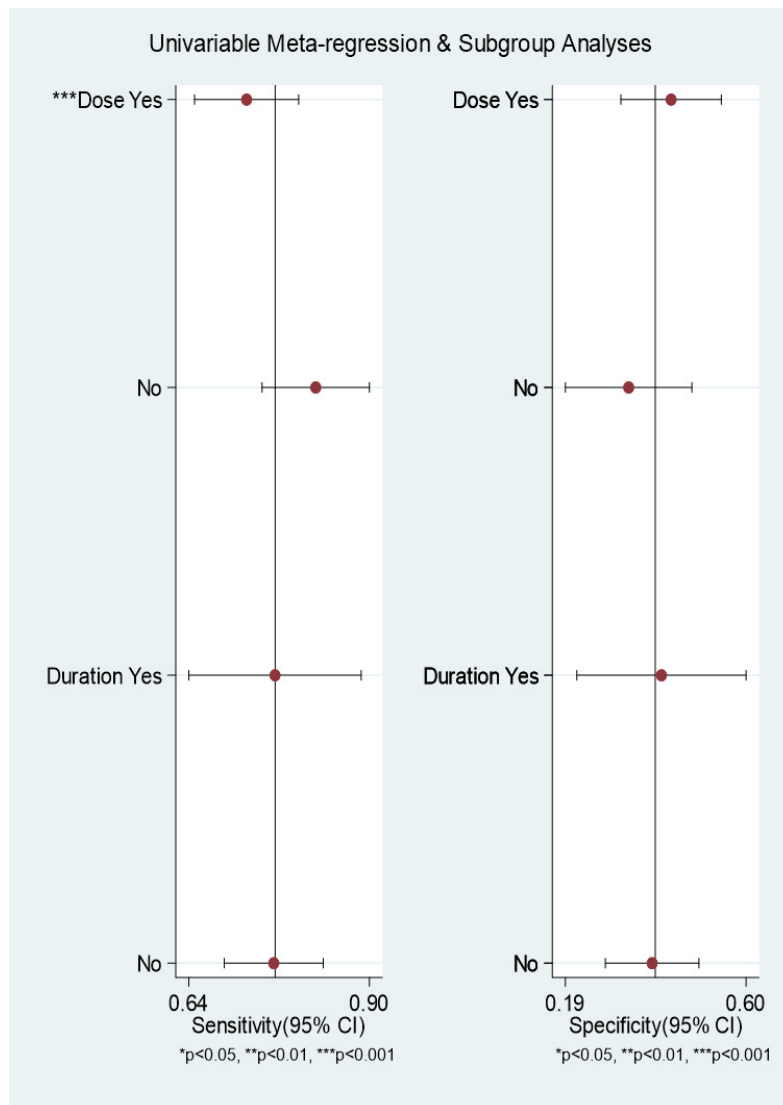 Univariable Meta-regression & Subgroup Analyses
***Dose Yes
No
Duration Yes
No
0.64 0.90
Sensitivity(95% CI)
*p<0.05, **p<0.01, ***p<0.001
Dose Yes
No
Duration Yes
No
0.19 0.60
Specificity(95% CI)
*p<0.05, **p<0.01, ***p<0.001